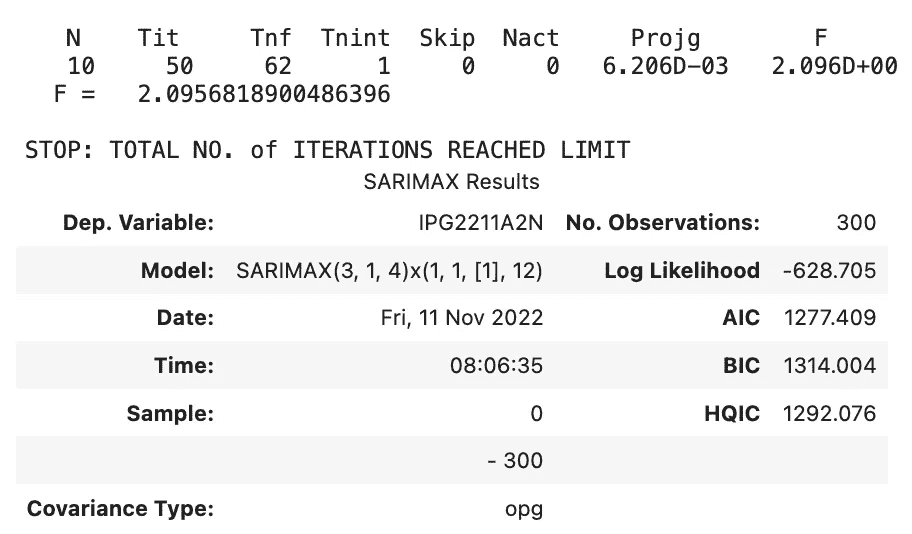 N Tit Tnf Tnint Skip Nact Projg F
10 50 62 1 0 0 6.206D-03 2.096D+00
F = 2.0956818900486396
STOP: TOTAL NO. of ITERATIONS REACHED LIMIT
SARIMAX Results
Dep. Variable: IPG2211A2N No. Observations: 300
Model: SARIMAX(3, 1, 4)x(1, 1, [1], 12) Log Likelihood -628.705
Date: Fri, 11 Nov 2022 AIC 1277.409
Time: 08:06:35 BIC 1314.004
Sample: 0 HQIC 1292.076
- 300
Covariance Type: opg